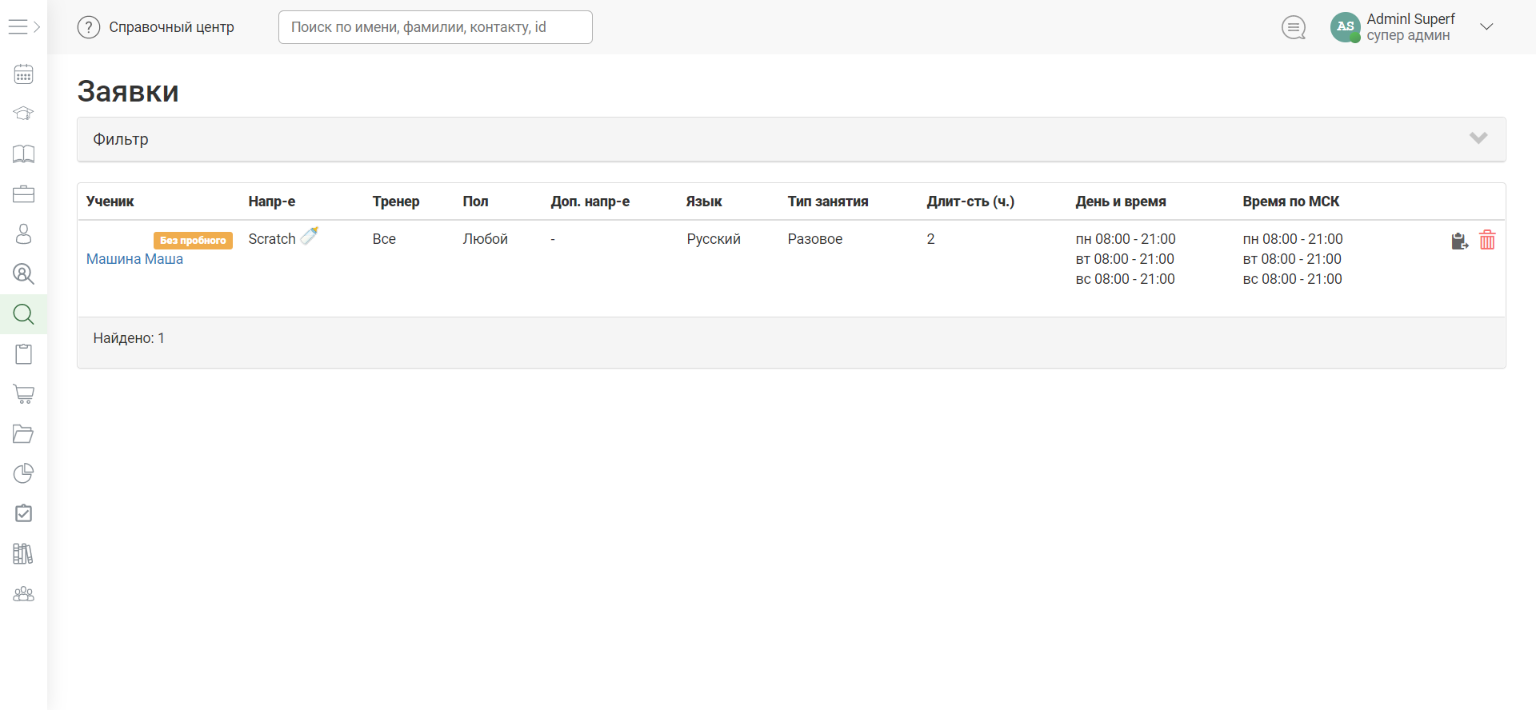 Справочный центр
Поиск по имени, фамилии, контакту, id
AS
Adminl Superf
супер админ
Заявки
Фильтр
Ученик Напр-е Тренер Пол Доп. напр-е Язык Тип занятия Длит-сть (ч.) День и время Время по МСК
Без пробного Scratch Все Любой - Русский Разовое 2 пн 08:00 - 21:00 пн 08:00 - 21:00
Машина Маша вт 08:00 - 21:00 вт 08:00 - 21:00
вс 08:00 - 21:00 вс 08:00 - 21:00
Найдено: 1